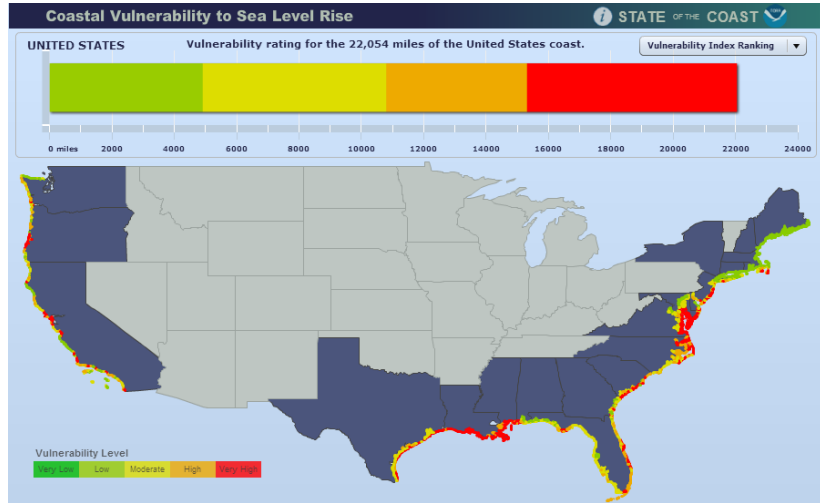 Coastal Vulnerability to Sea Level Rise
i STATE OF THE COAST
UNITED STATES
Vulnerability rating for the 22,054 miles of the United States coast.
Vulnerability Index Ranking
0 miles 2000 4000 6000 8000 10000 12000 14000 16000 18000 20000 22000 24000
Vulnerability Level
Very Low Low Moderate High Very High